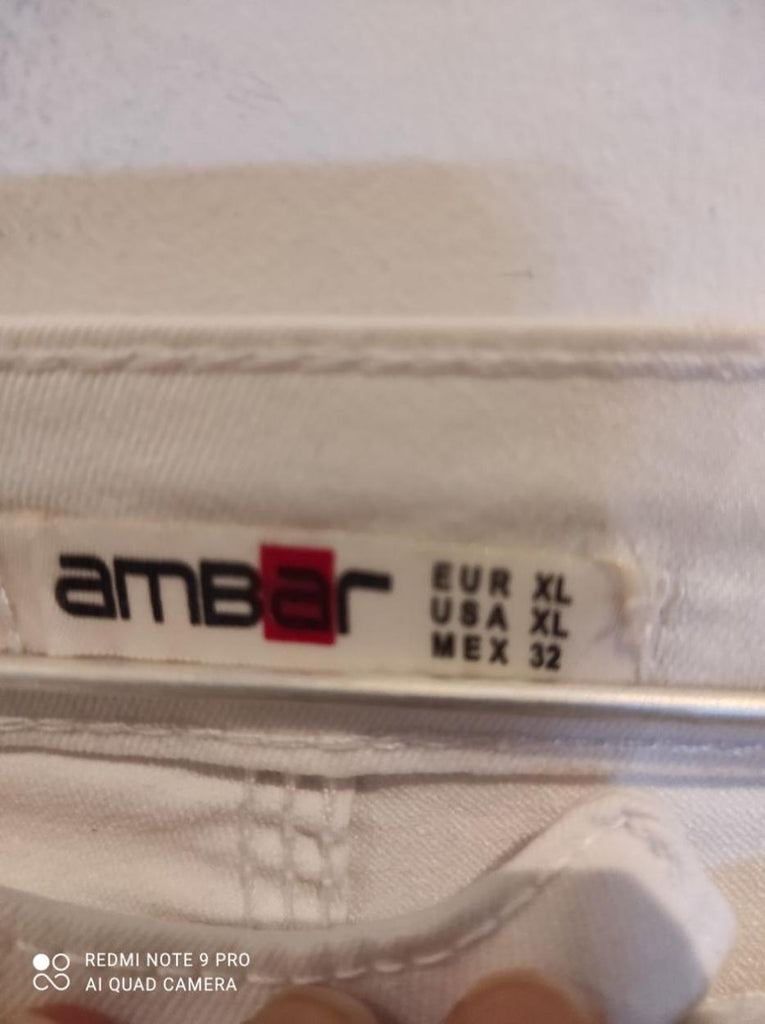 ambar
EUR XL
USA XL
MEX 32
REDMI NOTE 9 PRO
AI QUAD CAMERA